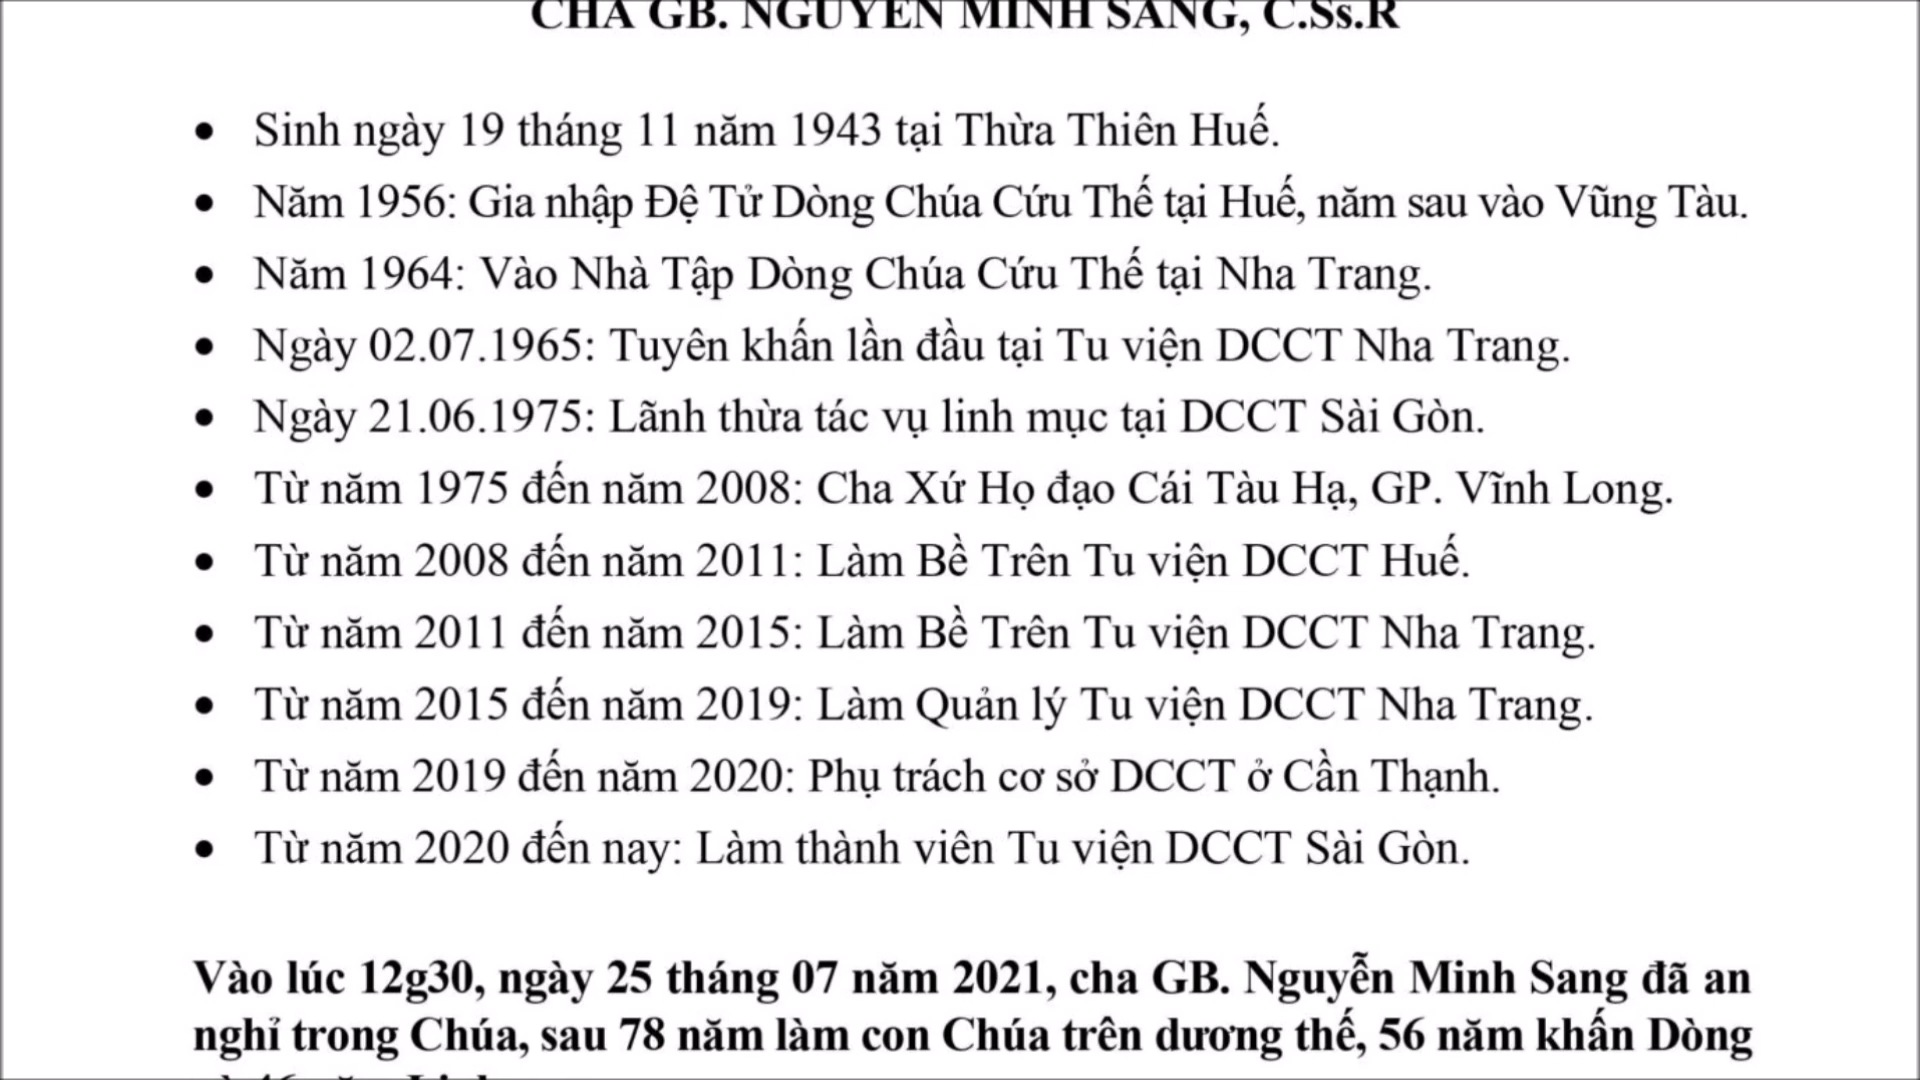 CHA GB. NGUYỄN MINH SANG, C.Ss.R
• Sinh ngày 19 tháng 11 năm 1943 tại Thừa Thiên Huế.
• Năm 1956: Gia nhập Đệ Tử Dòng Chúa Cứu Thế tại Huế, năm sau vào Vũng Tàu.
• Năm 1964: Vào Nhà Tập Dòng Chúa Cứu Thế tại Nha Trang.
• Ngày 02.07.1965: Tuyên khấn lần đầu tại Tu viện DCCT Nha Trang.
• Ngày 21.06.1975: Lãnh thừa tác vụ linh mục tại DCCT Sài Gòn.
• Từ năm 1975 đến năm 2008: Cha Xứ Họ đạo Cái Tàu Hạ, GP. Vĩnh Long.
• Từ năm 2008 đến năm 2011: Làm Bề Trên Tu viện DCCT Huế.
• Từ năm 2011 đến năm 2015: Làm Bề Trên Tu viện DCCT Nha Trang.
• Từ năm 2015 đến năm 2019: Làm Quản lý Tu viện DCCT Nha Trang.
• Từ năm 2019 đến năm 2020: Phụ trách cơ sở DCCT ở Cần Thạnh.
• Từ năm 2020 đến nay: Làm thành viên Tu viện DCCT Sài Gòn.
Vào lúc 12g30, ngày 25 tháng 07 năm 2021, cha GB. Nguyễn Minh Sang đã an
nghỉ trong Chúa, sau 78 năm làm con Chúa trên dương thế, 56 năm khấn Dòng